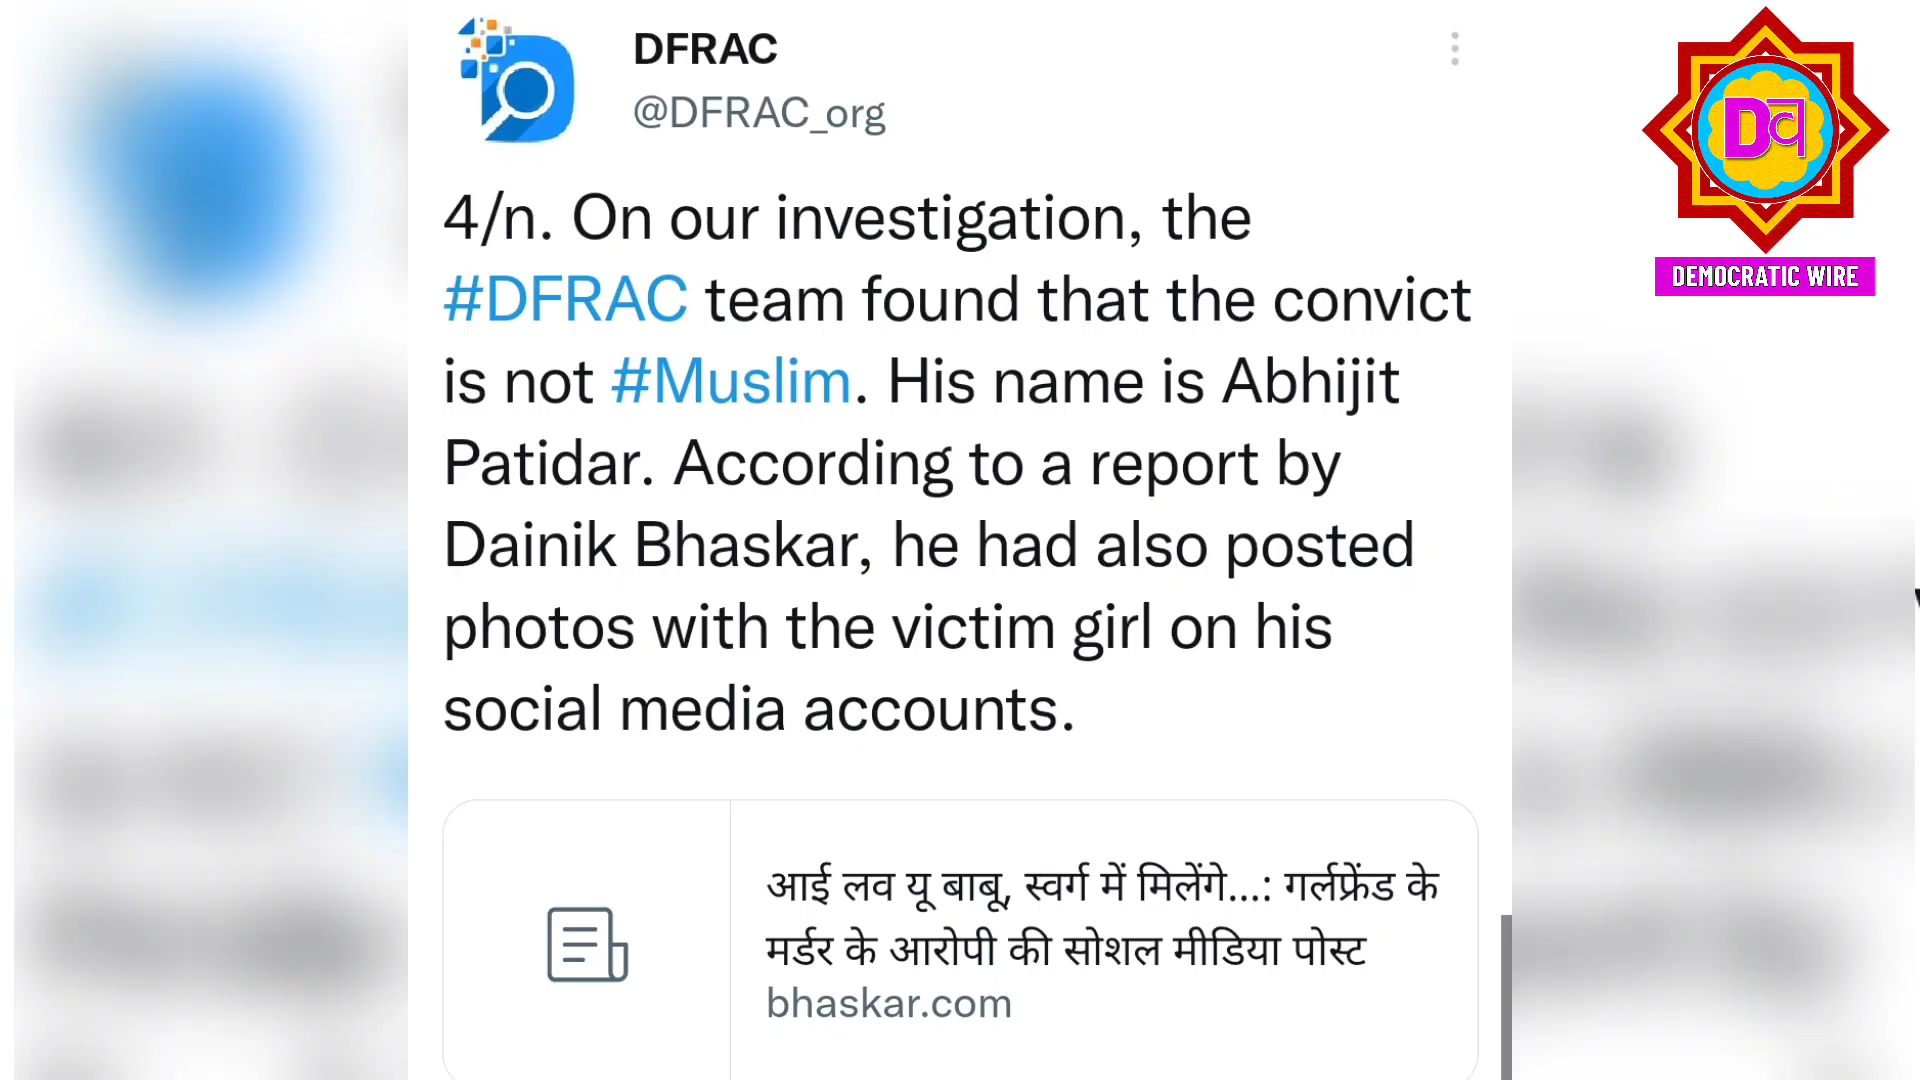 DFRAC
@DFRAC_org
4/n. On our investigation, the
#DFRAC team found that the convict
is not #Muslim. His name is Abhijit
Patidar. According to a report by
Dainik Bhaskar, he had also posted
photos with the victim girl on his
social media accounts.
आई लव यू बाबू, स्वर्ग में मिलेंगे...: गर्लफ्रेंड के
मर्डर के आरोपी की सोशल मीडिया पोस्ट
bhaskar.com
Dव
DEMOCRATIC WIRE